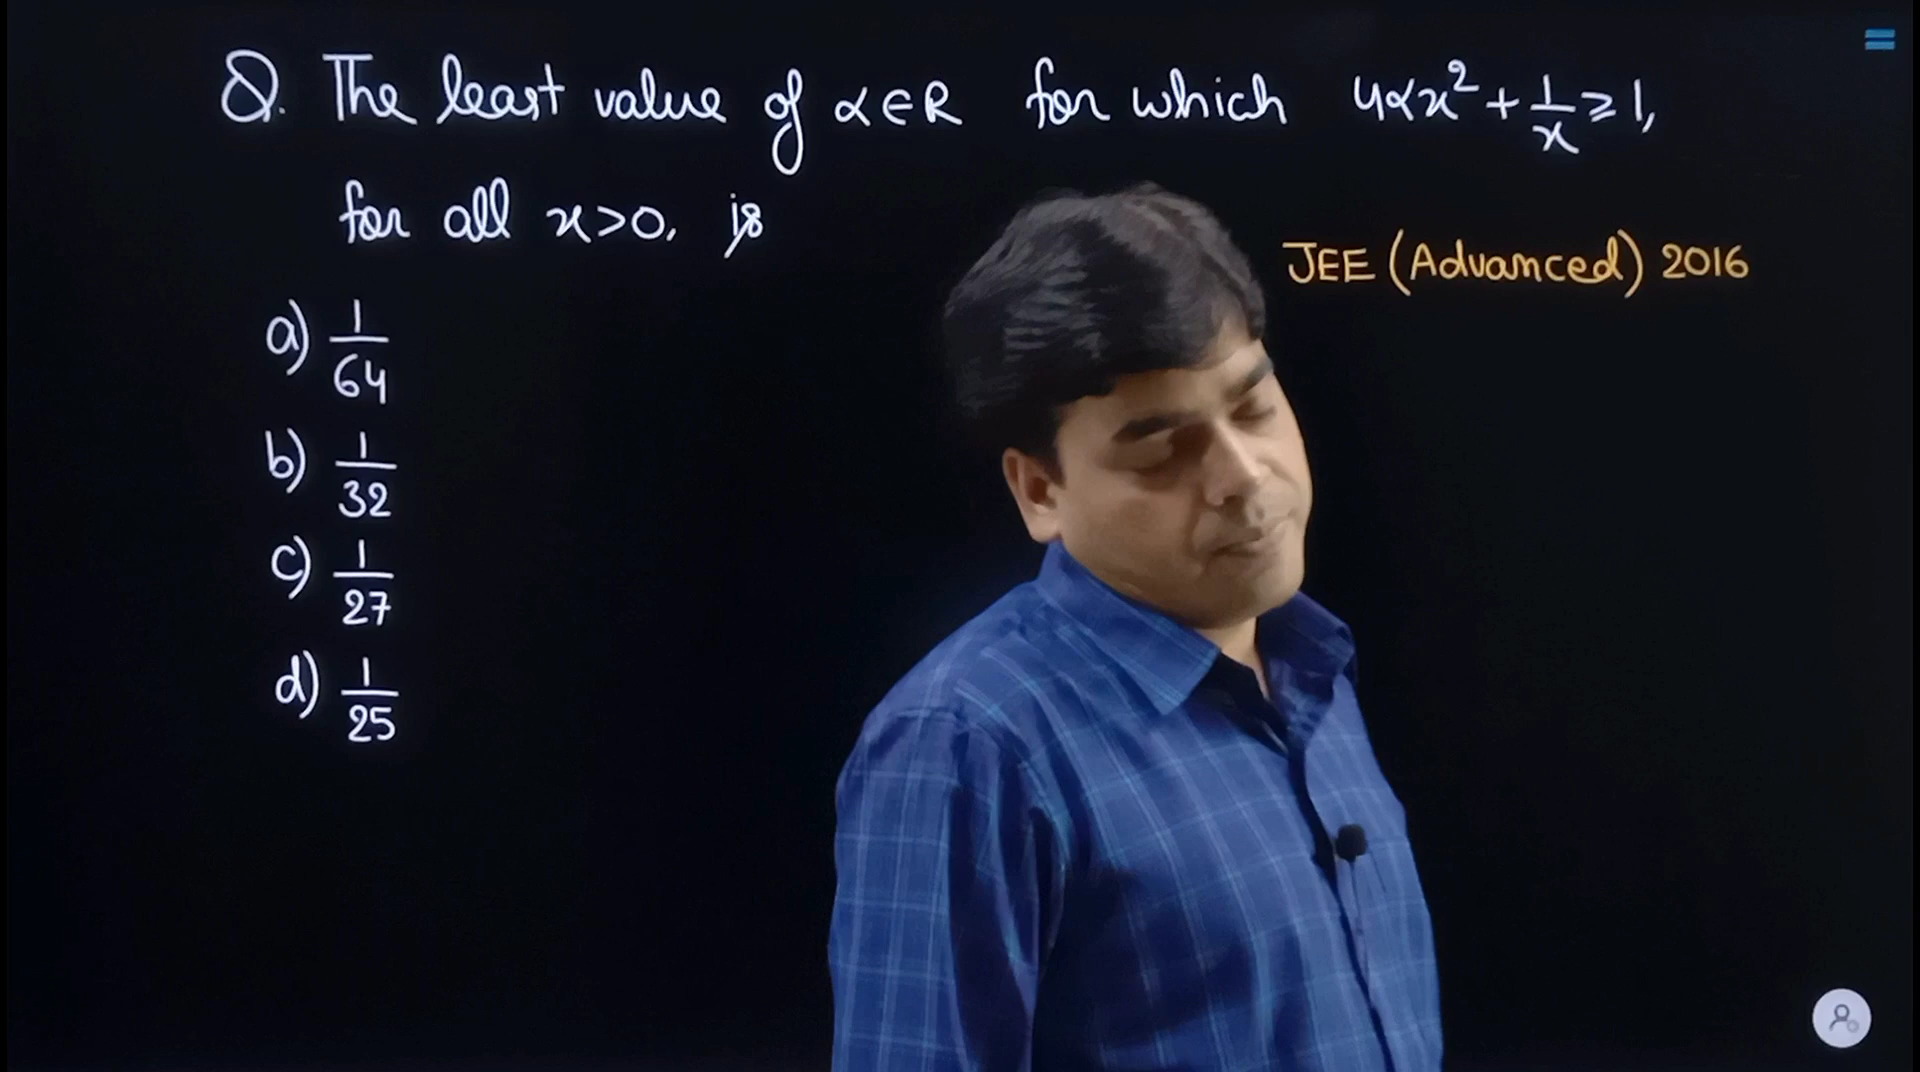 Q. The least value of α∈R for which 4αx² + 1/x ≥ 1,
for all x>0, is
JEE (Advanced) 2016
a) 1/64
b) 1/32
c) 1/27
d) 1/25